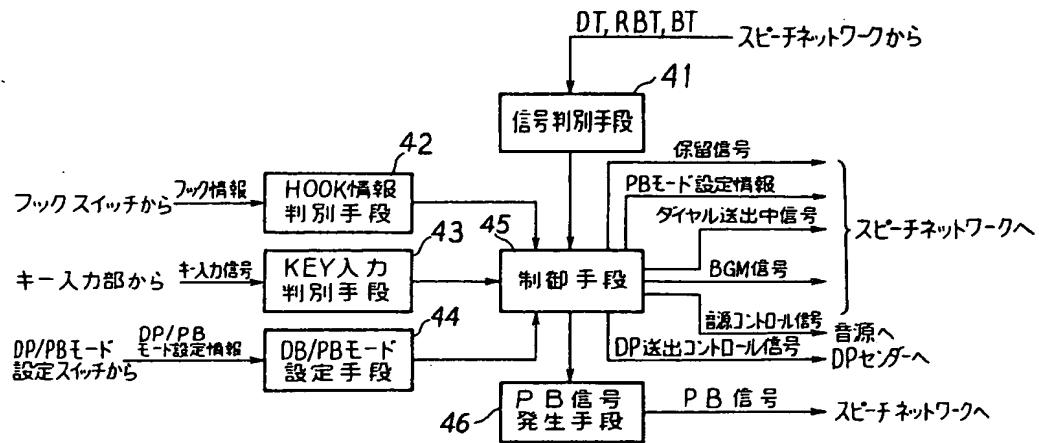 DT, RBT, BT
スピーチネットワークから
41
信号判別手段
42
保留信号
PBモード設定情報
フックスイッチから
フック情報
HOOK情報
判別手段
ダイヤル送出中信号
スピーチネットワークへ
43
45
キー入力部から
キー入力信号
KEY入力
判別手段
制御手段
BGM信号
44
音源コントロール信号
音源へ
DP/PBモード
設定スイッチから
DP/PB
モード設定情報
DB/PBモード
設定手段
DP送出コントロール信号
DPセンダーへ
46
PB信号
発生手段
PB信号
スピーチネットワークへ